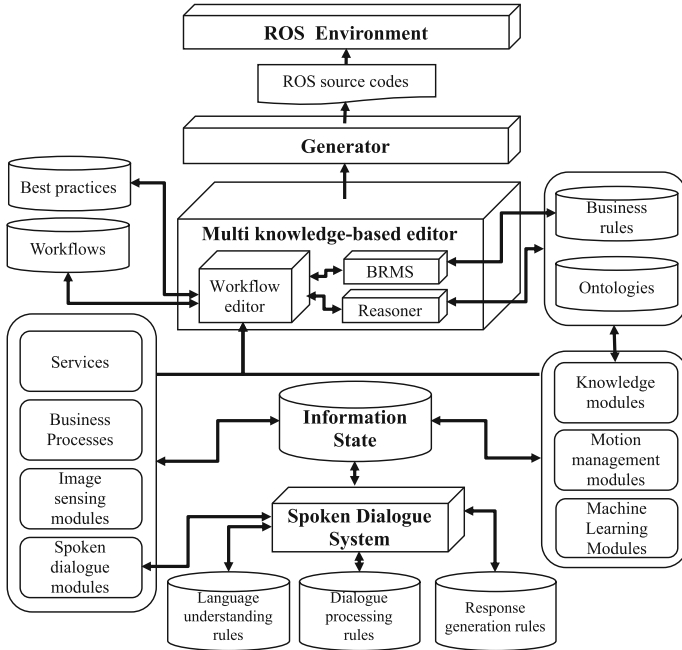 ROS Environment
ROS source codes
Generator
Best practices
Workflows
Multi knowledge-based editor
Workflow
editor
BRMS
Reasoner
Business
rules
Ontologies
Services
Business
Processes
Image
sensing
modules
Spoken
dialogue
modules
Information
State
Knowledge
modules
Motion
management
modules
Machine
Learning
Modules
Spoken Dialogue
System
Language
understanding
rules
Dialogue
processing
rules
Response
generation rules